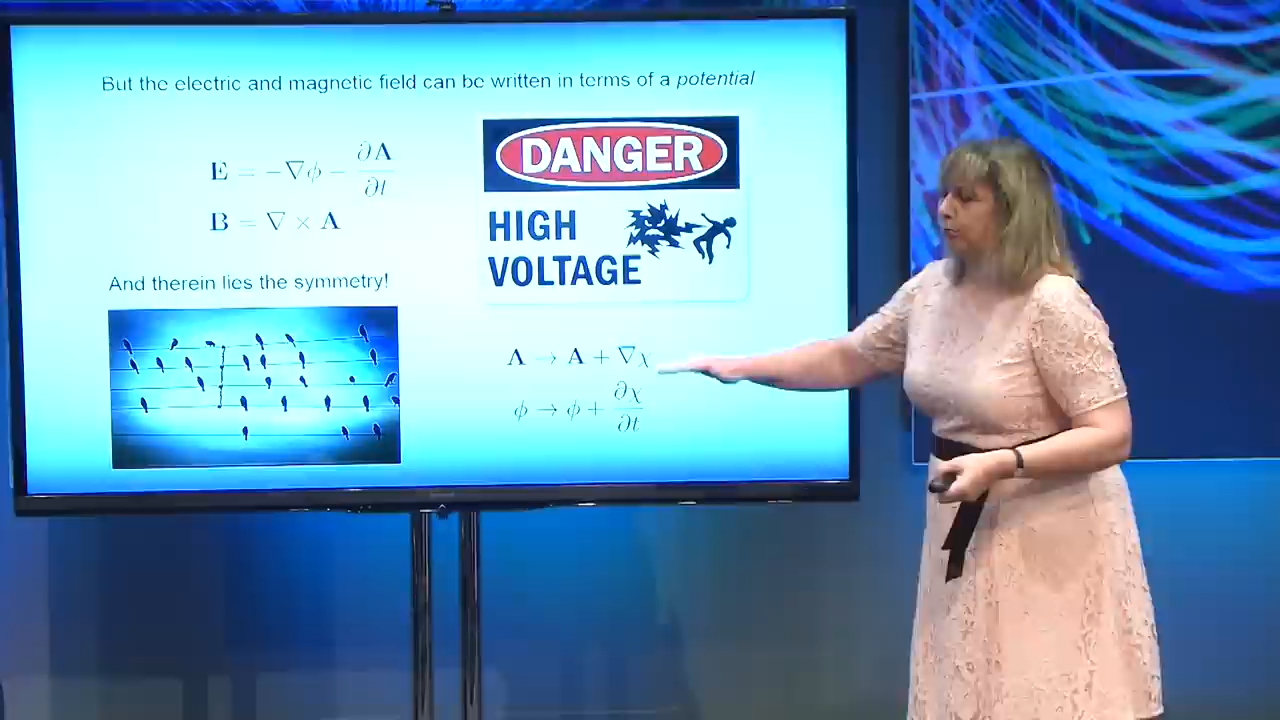 But the electric and magnetic field can be written in terms of a potential
E = −∇ϕ − ∂A/∂t
B = ∇ × A
DANGER
HIGH
VOLTAGE
And therein lies the symmetry!
A → A + ∇χ
ϕ → ϕ + ∂χ/∂t